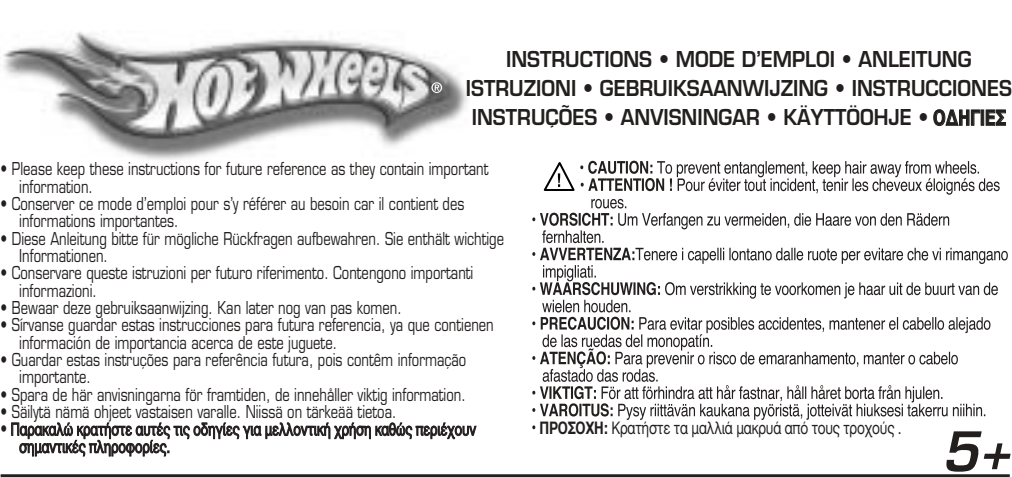 HOT WHEELS®
INSTRUCTIONS • MODE D'EMPLOI • ANLEITUNG
ISTRUZIONI • GEBRUIKSAANWIJZING • INSTRUCCIONES
INSTRUÇÕES • ANVISNINGAR • KÄYTTÖOHJE • ΟΔΗΓΙΕΣ
• Please keep these instructions for future reference as they contain important
information.
• Conserver ce mode d'emploi pour s'y référer au besoin car il contient des
informations importantes.
• Diese Anleitung bitte für mögliche Rückfragen aufbewahren. Sie enthält wichtige
Informationen.
• Conservare queste istruzioni per futuro riferimento. Contengono importanti
informazioni.
• Bewaar deze gebruiksaanwijzing. Kan later nog van pas komen.
• Sírvanse guardar estas instrucciones para futura referencia, ya que contienen
información de importancia acerca de este juguete.
• Guardar estas instruções para referência futura, pois contêm informação
importante.
• Spara de här anvisningarna för framtiden, de innehåller viktig information.
• Säilytä nämä ohjeet vastaisen varalle. Niissä on tärkeää tietoa.
• Παρακαλώ κρατήστε αυτές τις οδηγίες για μελλοντική χρήση καθώς περιέχουν
σημαντικές πληροφορίες.
• CAUTION: To prevent entanglement, keep hair away from wheels.
• ATTENTION ! Pour éviter tout incident, tenir les cheveux éloignés des
roues.
• VORSICHT: Um Verfangen zu vermeiden, die Haare von den Rädern
fernhalten.
• AVVERTENZA:Tenere i capelli lontano dalle ruote per evitare che vi rimangano
impigliati.
• WAARSCHUWING: Om verstrikking te voorkomen je haar uit de buurt van de
wielen houden.
• PRECAUCION: Para evitar posibles accidentes, mantener el cabello alejado
de las ruedas del monopatín.
• ATENÇÃO: Para prevenir o risco de emaranhamento, manter o cabelo
afastado das rodas.
• VIKTIGT: För att förhindra att hår fastnar, håll håret borta från hjulen.
• VAROITUS: Pysy riittävän kaukana pyöristä, jotteivät hiuksesi takerru niihin.
• ΠΡΟΣΟΧΗ: Κρατήστε τα μαλλιά μακρυά από τους τροχούς .
5+